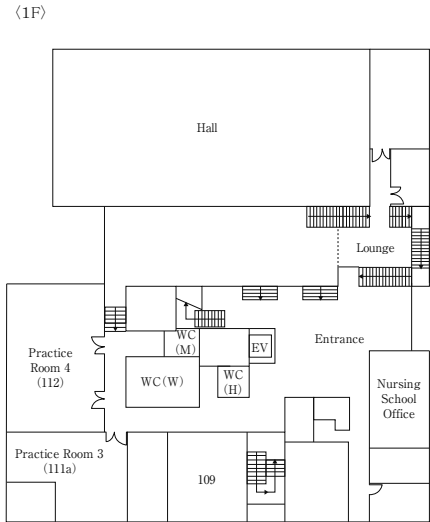 〈1F〉
Hall
Lounge
Entrance
WC
(M)
EV
Practice
Room 4
(112)
WC(W)
WC
(H)
Nursing
School
Office
Practice Room 3
(111a)
109